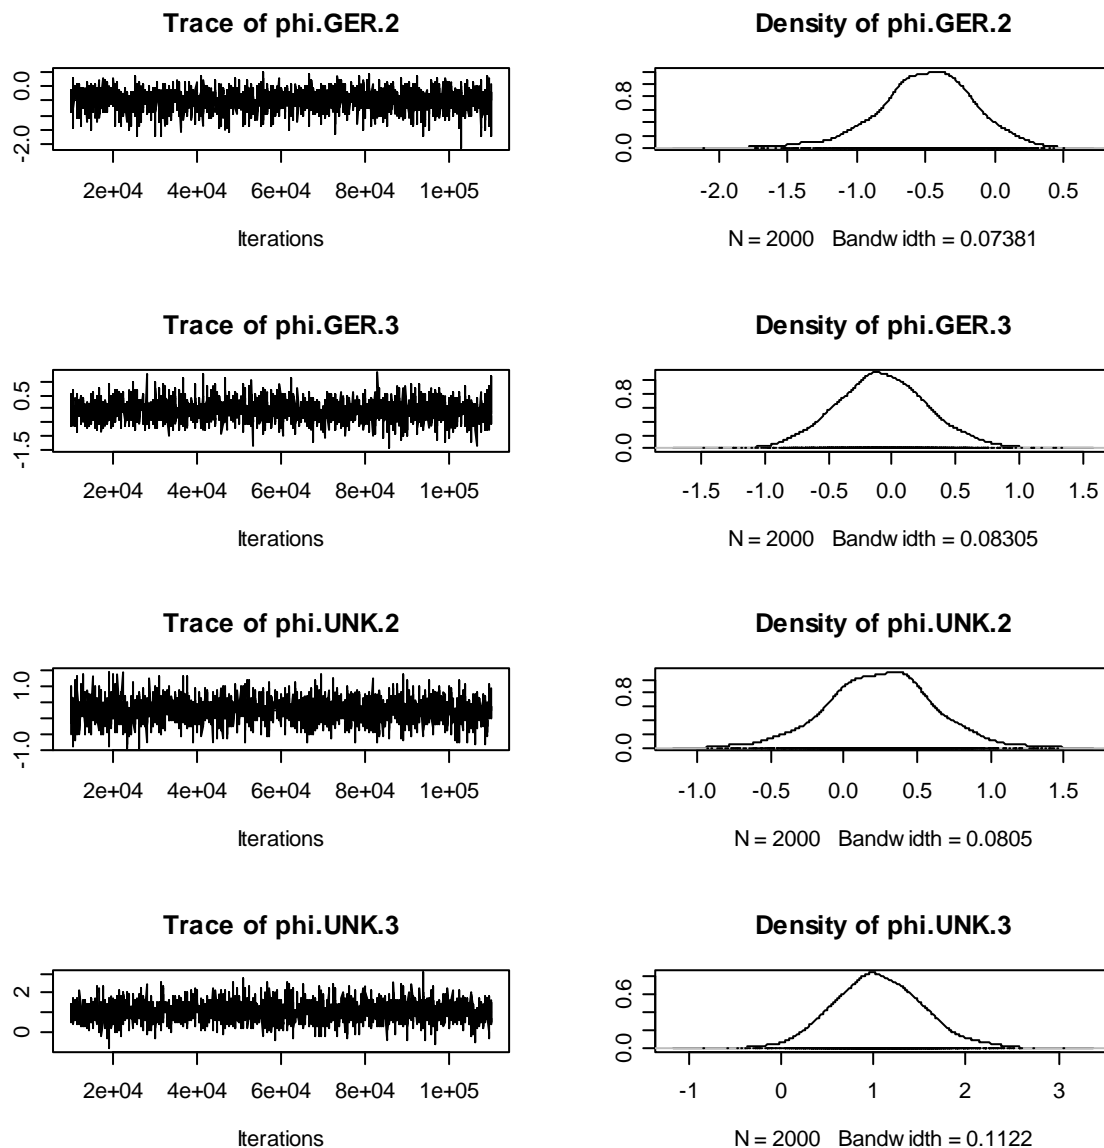 Trace of phi.GER.2
Density of phi.GER.2
-2.0 0.0
0.0 0.8
2e+04 4e+04 6e+04 8e+04 1e+05
-2.0 -1.5 -1.0 -0.5 0.0 0.5
Iterations
N = 2000 Bandwidth = 0.07381
Trace of phi.GER.3
Density of phi.GER.3
-1.5 0.5
0.0 0.8
2e+04 4e+04 6e+04 8e+04 1e+05
-1.5 -1.0 -0.5 0.0 0.5 1.0 1.5
Iterations
N = 2000 Bandwidth = 0.08305
Trace of phi.UNK.2
Density of phi.UNK.2
-1.0 1.0
0.0 0.8
2e+04 4e+04 6e+04 8e+04 1e+05
-1.0 -0.5 0.0 0.5 1.0 1.5
Iterations
N = 2000 Bandwidth = 0.0805
Trace of phi.UNK.3
Density of phi.UNK.3
0 2
0.0 0.6
2e+04 4e+04 6e+04 8e+04 1e+05
-1 0 1 2 3
Iterations
N = 2000 Bandwidth = 0.1122